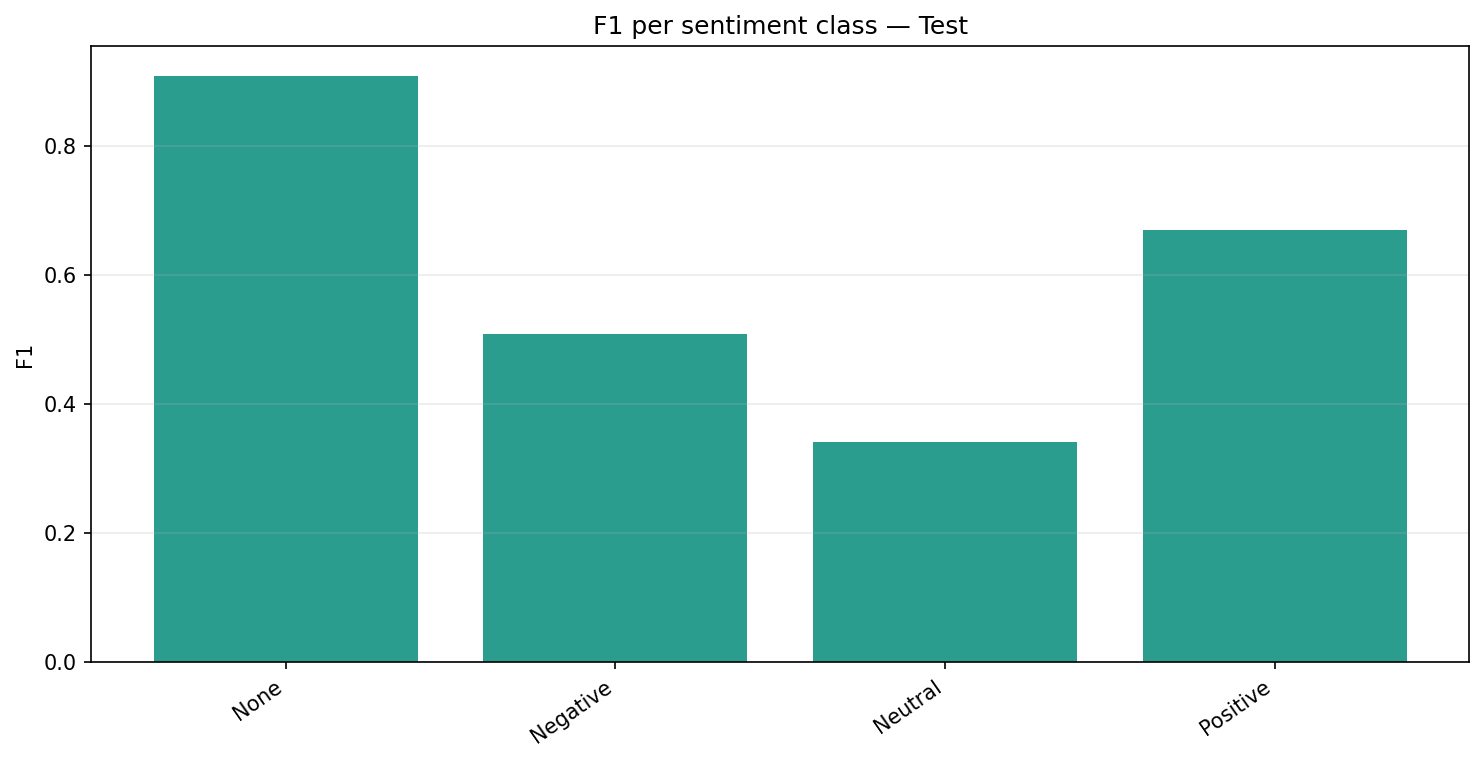 F1 per sentiment class — Test
F1
0.8
0.6
0.4
0.2
0.0
None
Negative
Neutral
Positive